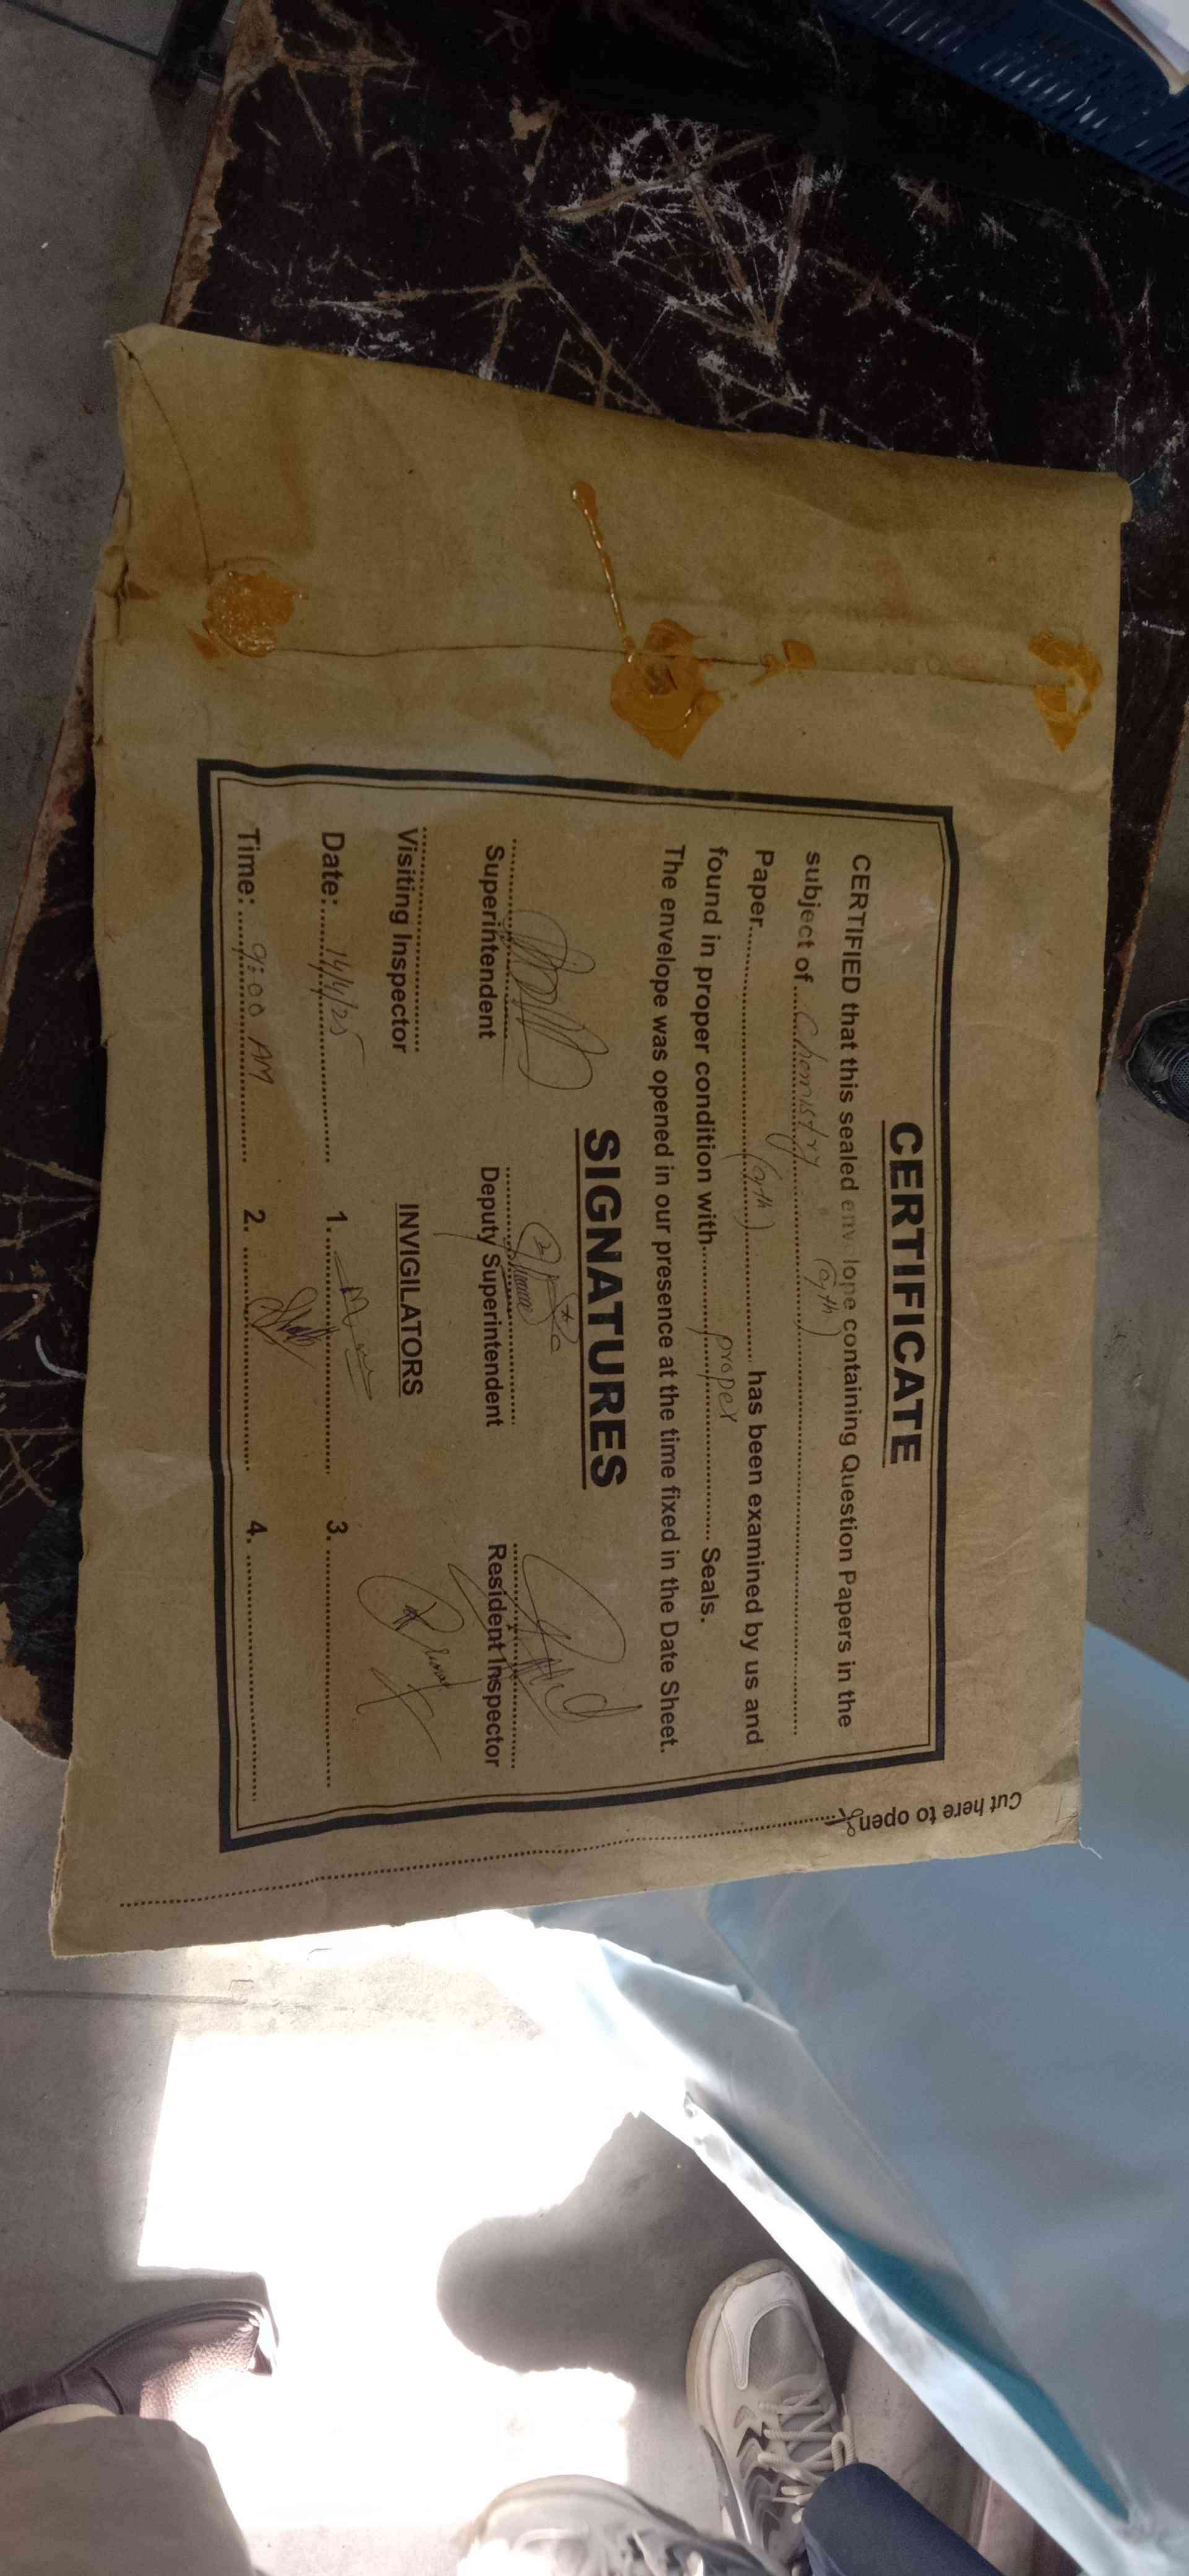 CERTIFICATE
CERTIFIED that this sealed envelope containing Question Papers in the
subject of Chemistry (9th)
Paper (9th) has been examined by us and
found in proper condition with proper Seals.
The envelope was opened in our presence at the time fixed in the Date Sheet.
SIGNATURES
Superintendent Deputy Superintendent Resident Inspector
Visiting Inspector INVIGILATORS
Date: 14/4/25 1. 3.
Time: 9:00 AM 2. 4.
Cut here to open